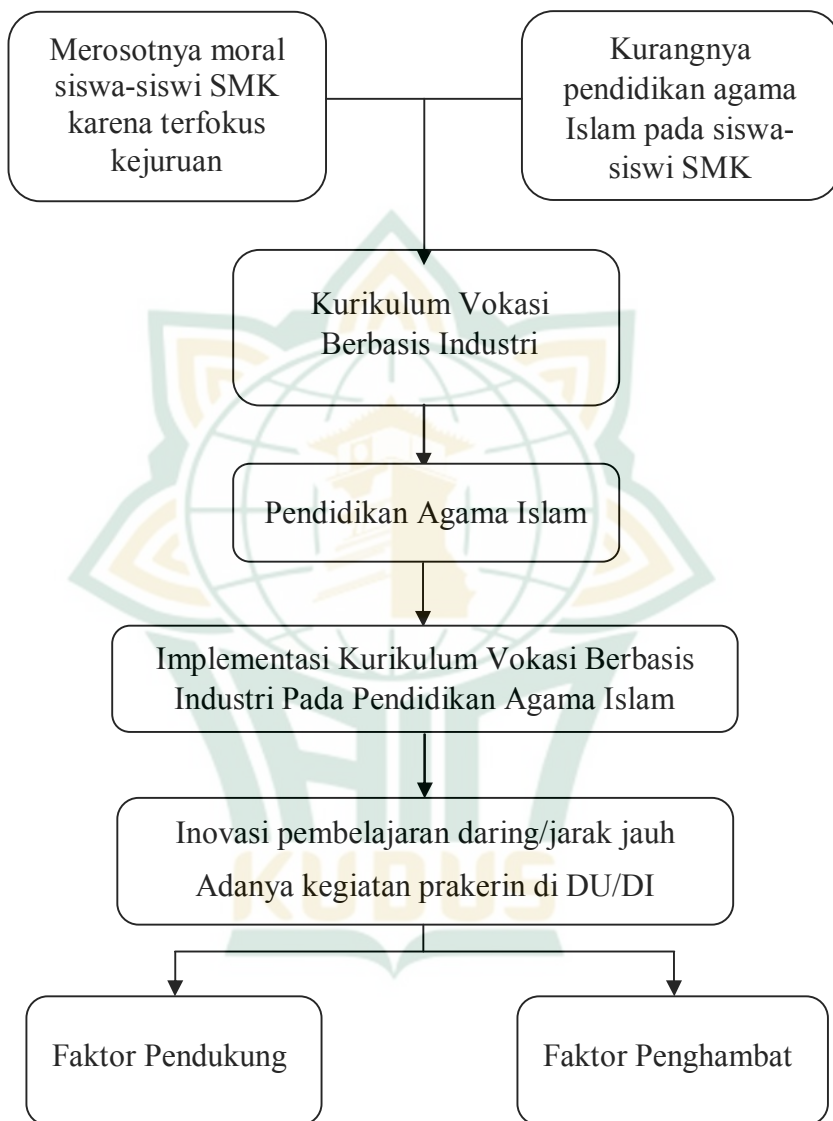 Merosotnya moral
siswa-siswi SMK
karena terfokus
kejuruan
Kurangnya
pendidikan agama
Islam pada siswa-
siswi SMK
Kurikulum Vokasi
Berbasis Industri
Pendidikan Agama Islam
Implementasi Kurikulum Vokasi Berbasis
Industri Pada Pendidikan Agama Islam
Inovasi pembelajaran daring/jarak jauh
Adanya kegiatan prakerin di DU/DI
KUDUS
Faktor Pendukung
Faktor Penghambat